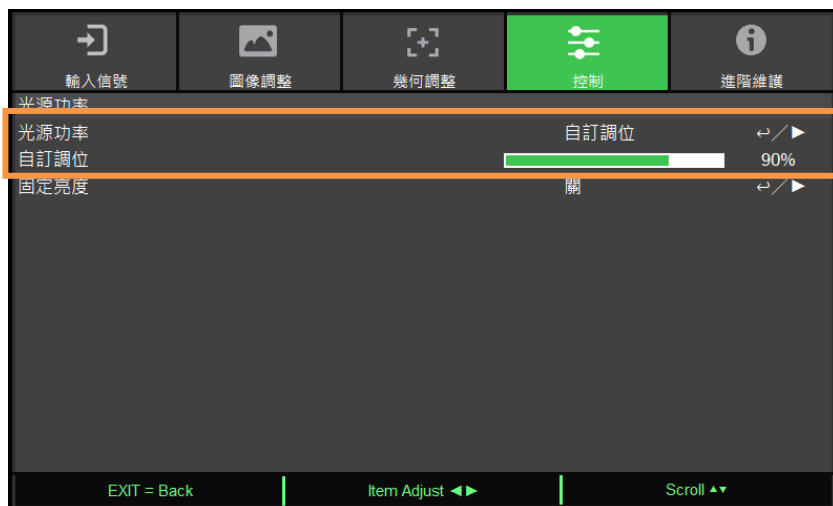 輸入信號 圖像調整 幾何調整 控制 進階維護
光源功率
光源功率 自訂調位 ↩/▶
自訂調位 90%
固定亮度 關 ↩/▶
EXIT = Back Item Adjust ◀▶ Scroll ▲▼